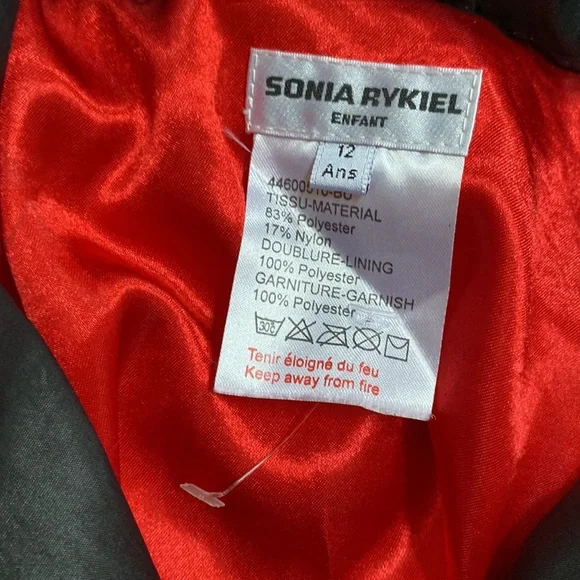 SONIA RYKIEL
ENFANT
12
Ans
TISSU-MATERIAL
83% Polyester
17% Nylon
DOUBLURE-LINING
100% Polyester
GARNITURE-GARNISH
100% Polyester
30°
Tenir éloigné du feu
Keep away from fire